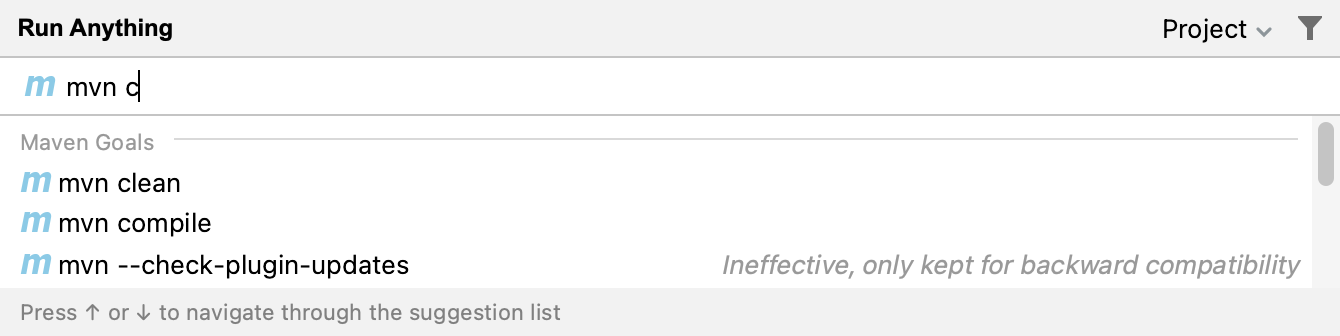 Run Anything Project
m mvn c
Maven Goals
m mvn clean
m mvn compile
m mvn --check-plugin-updates Ineffective, only kept for backward compatibility
Press ↑ or ↓ to navigate through the suggestion list